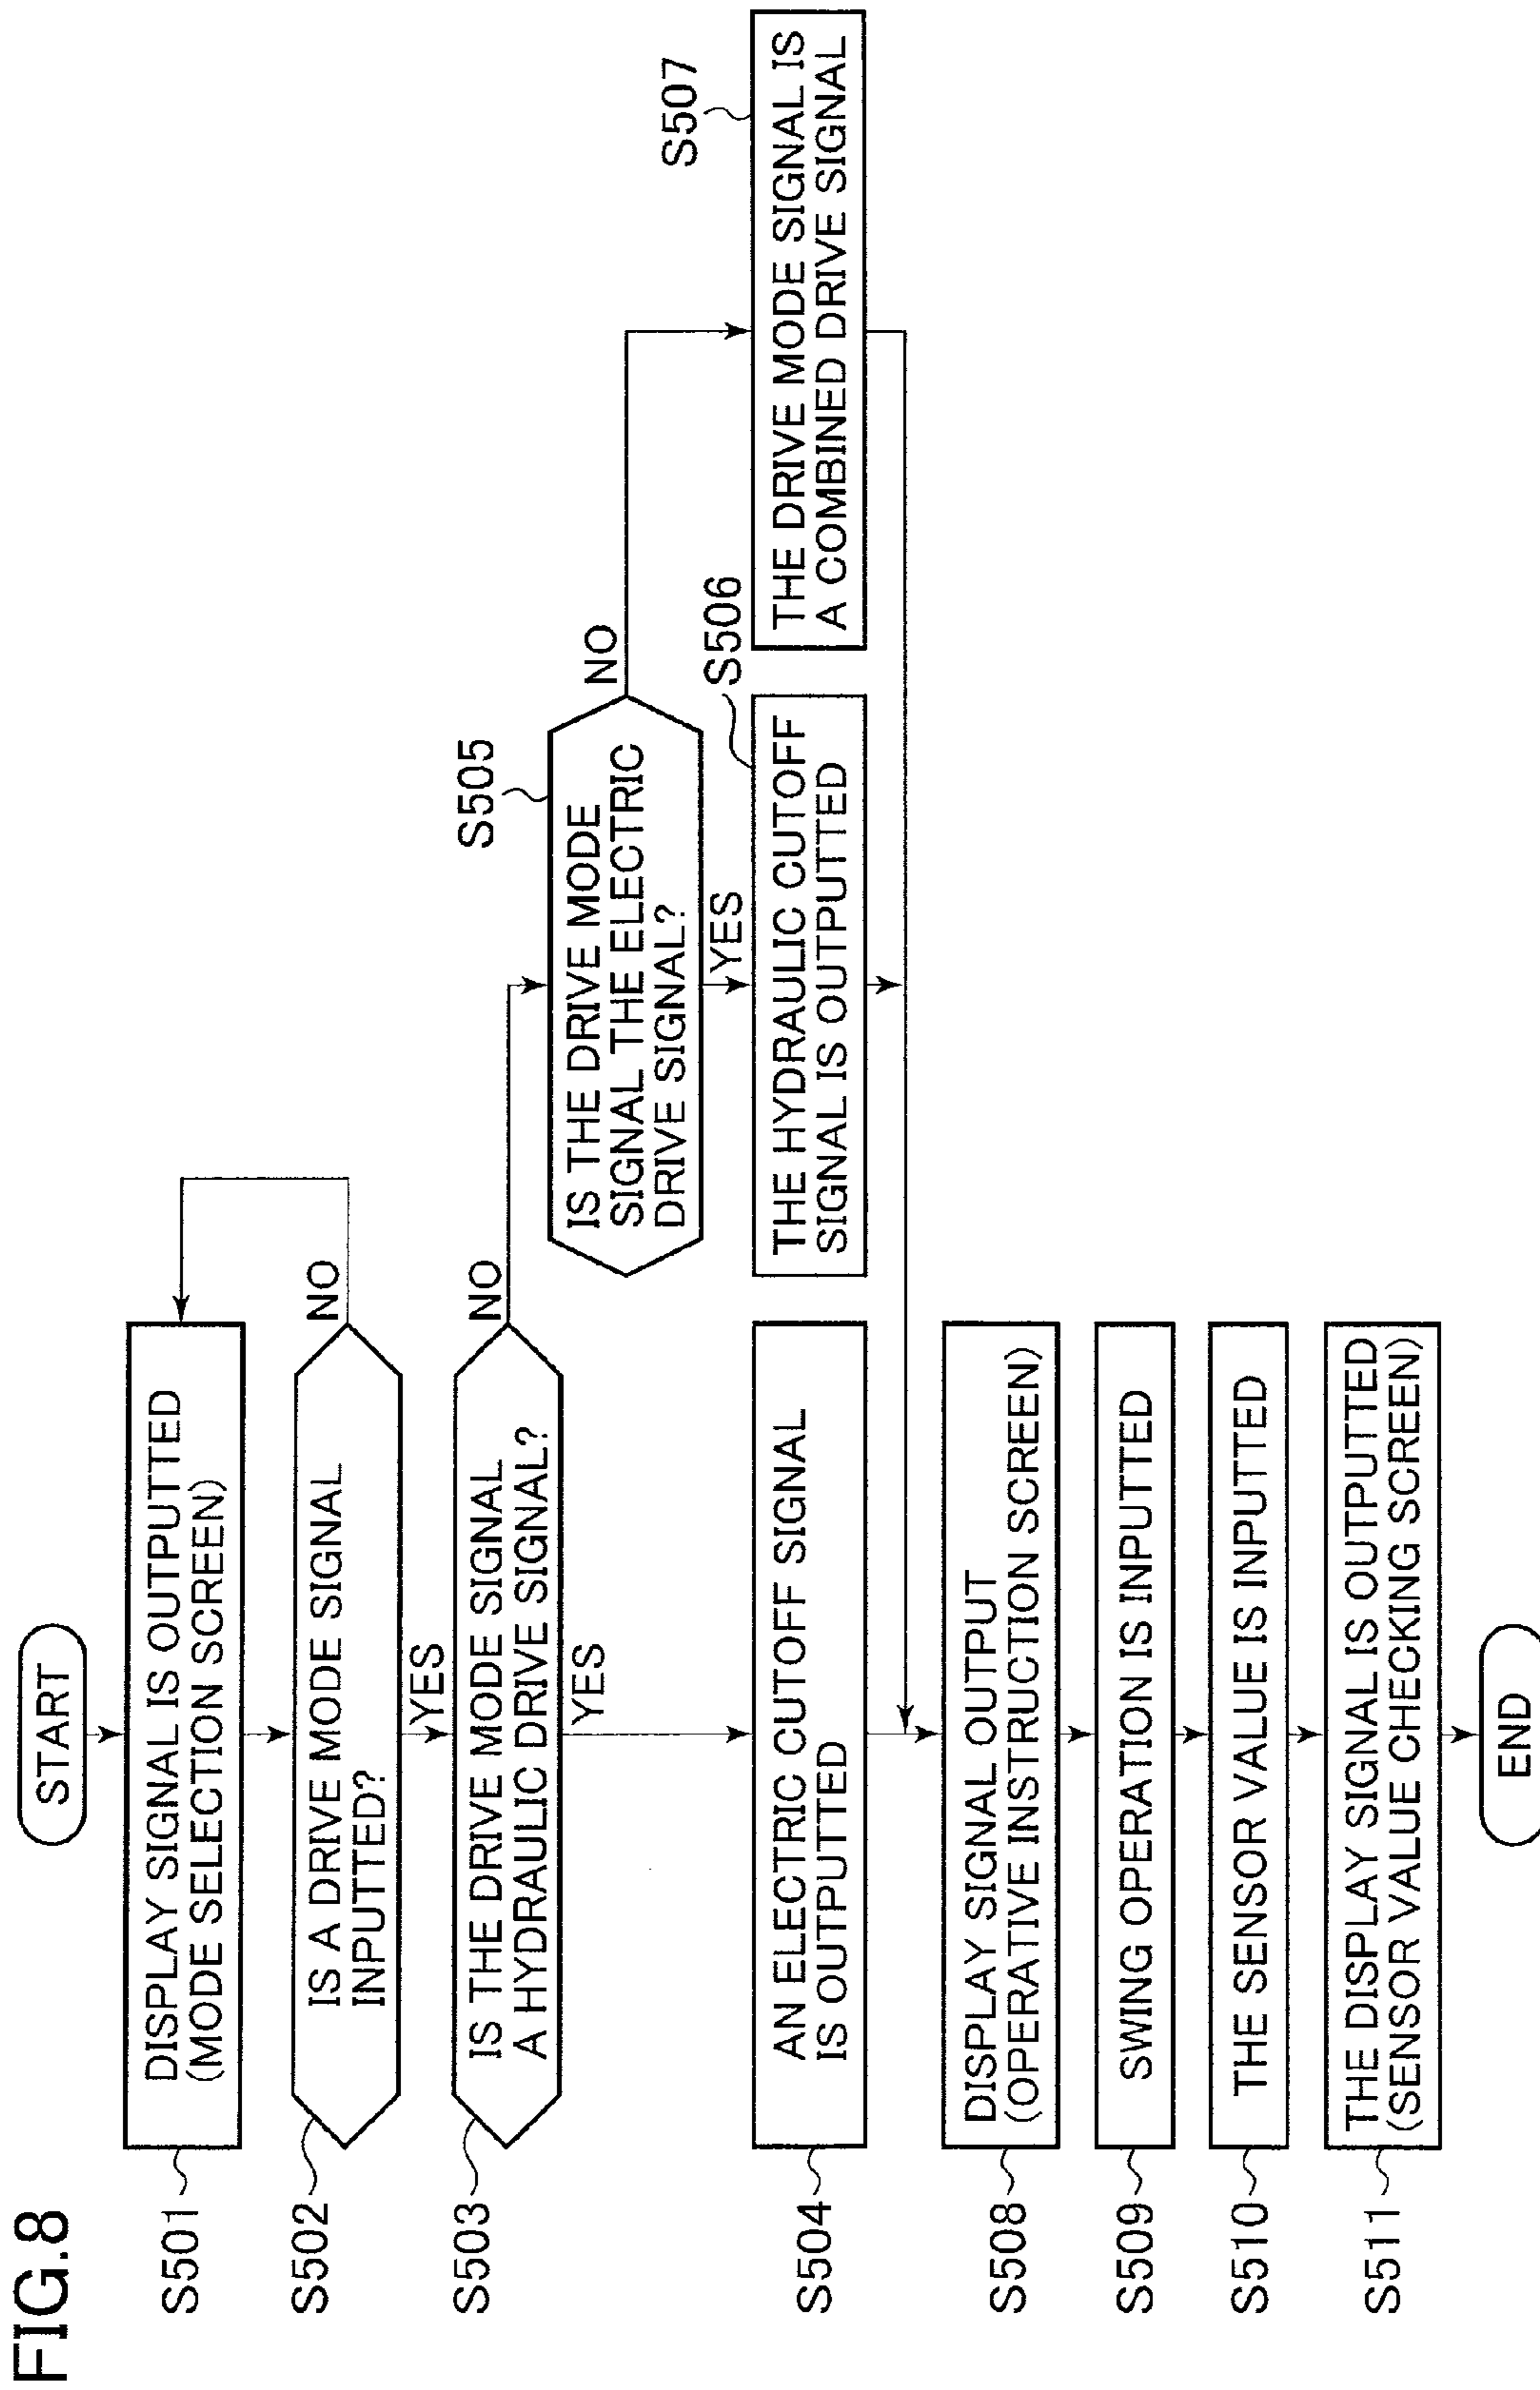 FIG.8
START
S501
DISPLAY SIGNAL IS OUTPUTTED
(MODE SELECTION SCREEN)
S502
IS A DRIVE MODE SIGNAL
INPUTTED?
NO
YES
S503
IS THE DRIVE MODE SIGNAL
A HYDRAULIC DRIVE SIGNAL?
NO
YES
S505
IS THE DRIVE MODE
SIGNAL THE ELECTRIC
DRIVE SIGNAL?
NO
YES
S504
AN ELECTRIC CUTOFF SIGNAL
IS OUTPUTTED
S506
THE HYDRAULIC CUTOFF
SIGNAL IS OUTPUTTED
S507
THE DRIVE MODE SIGNAL IS
A COMBINED DRIVE SIGNAL
S508
DISPLAY SIGNAL OUTPUT
(OPERATIVE INSTRUCTION SCREEN)
S509
SWING OPERATION IS INPUTTED
S510
THE SENSOR VALUE IS INPUTTED
S511
THE DISPLAY SIGNAL IS OUTPUTTED
(SENSOR VALUE CHECKING SCREEN)
END